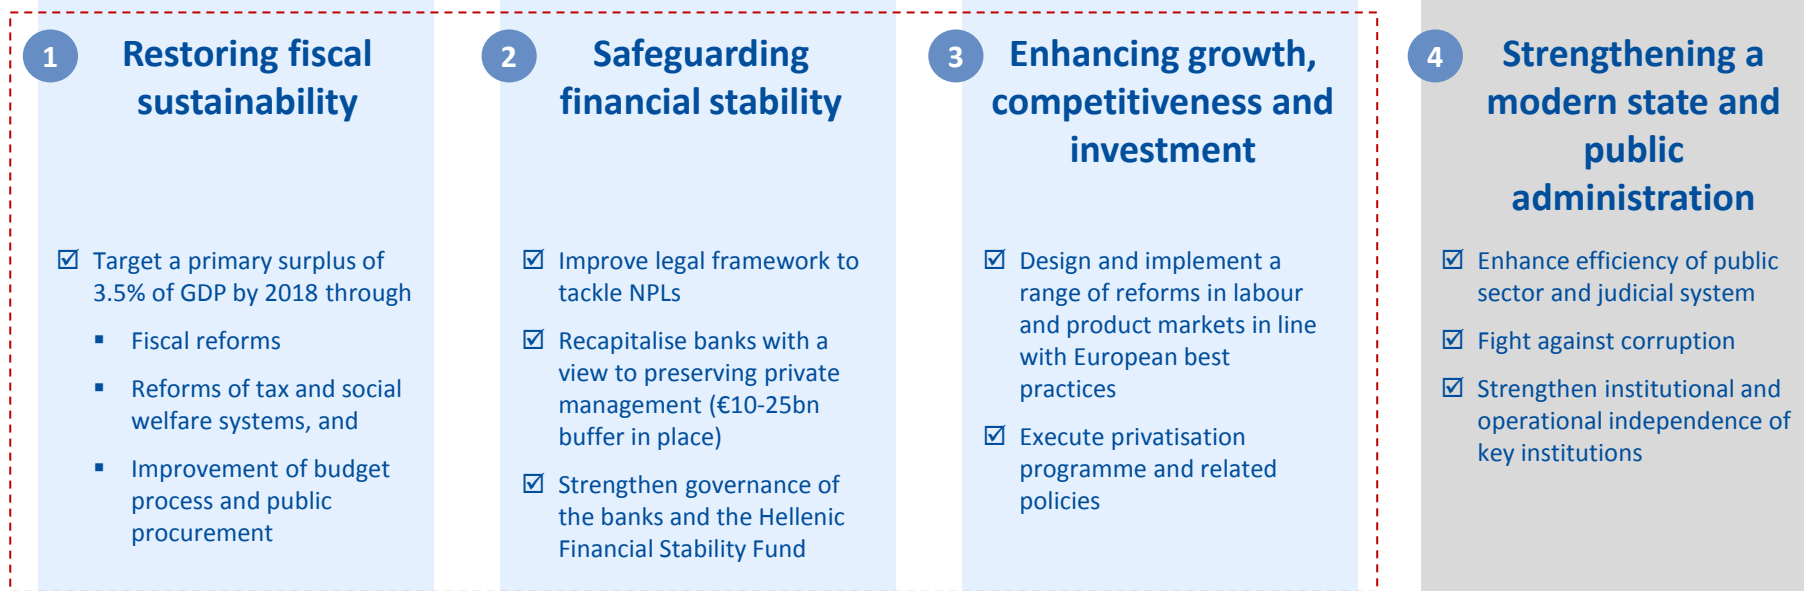 1
Restoring fiscal
sustainability
☑ Target a primary surplus of
3.5% of GDP by 2018 through
▪ Fiscal reforms
▪ Reforms of tax and social
welfare systems, and
▪ Improvement of budget
process and public
procurement
2
Safeguarding
financial stability
☑ Improve legal framework to
tackle NPLs
☑ Recapitalise banks with a
view to preserving private
management (€10-25bn
buffer in place)
☑ Strengthen governance of
the banks and the Hellenic
Financial Stability Fund
3
Enhancing growth,
competitiveness and
investment
☑ Design and implement a
range of reforms in labour
and product markets in line
with European best
practices
☑ Execute privatisation
programme and related
policies
4
Strengthening a
modern state and
public
administration
☑ Enhance efficiency of public
sector and judicial system
☑ Fight against corruption
☑ Strengthen institutional and
operational independence of
key institutions